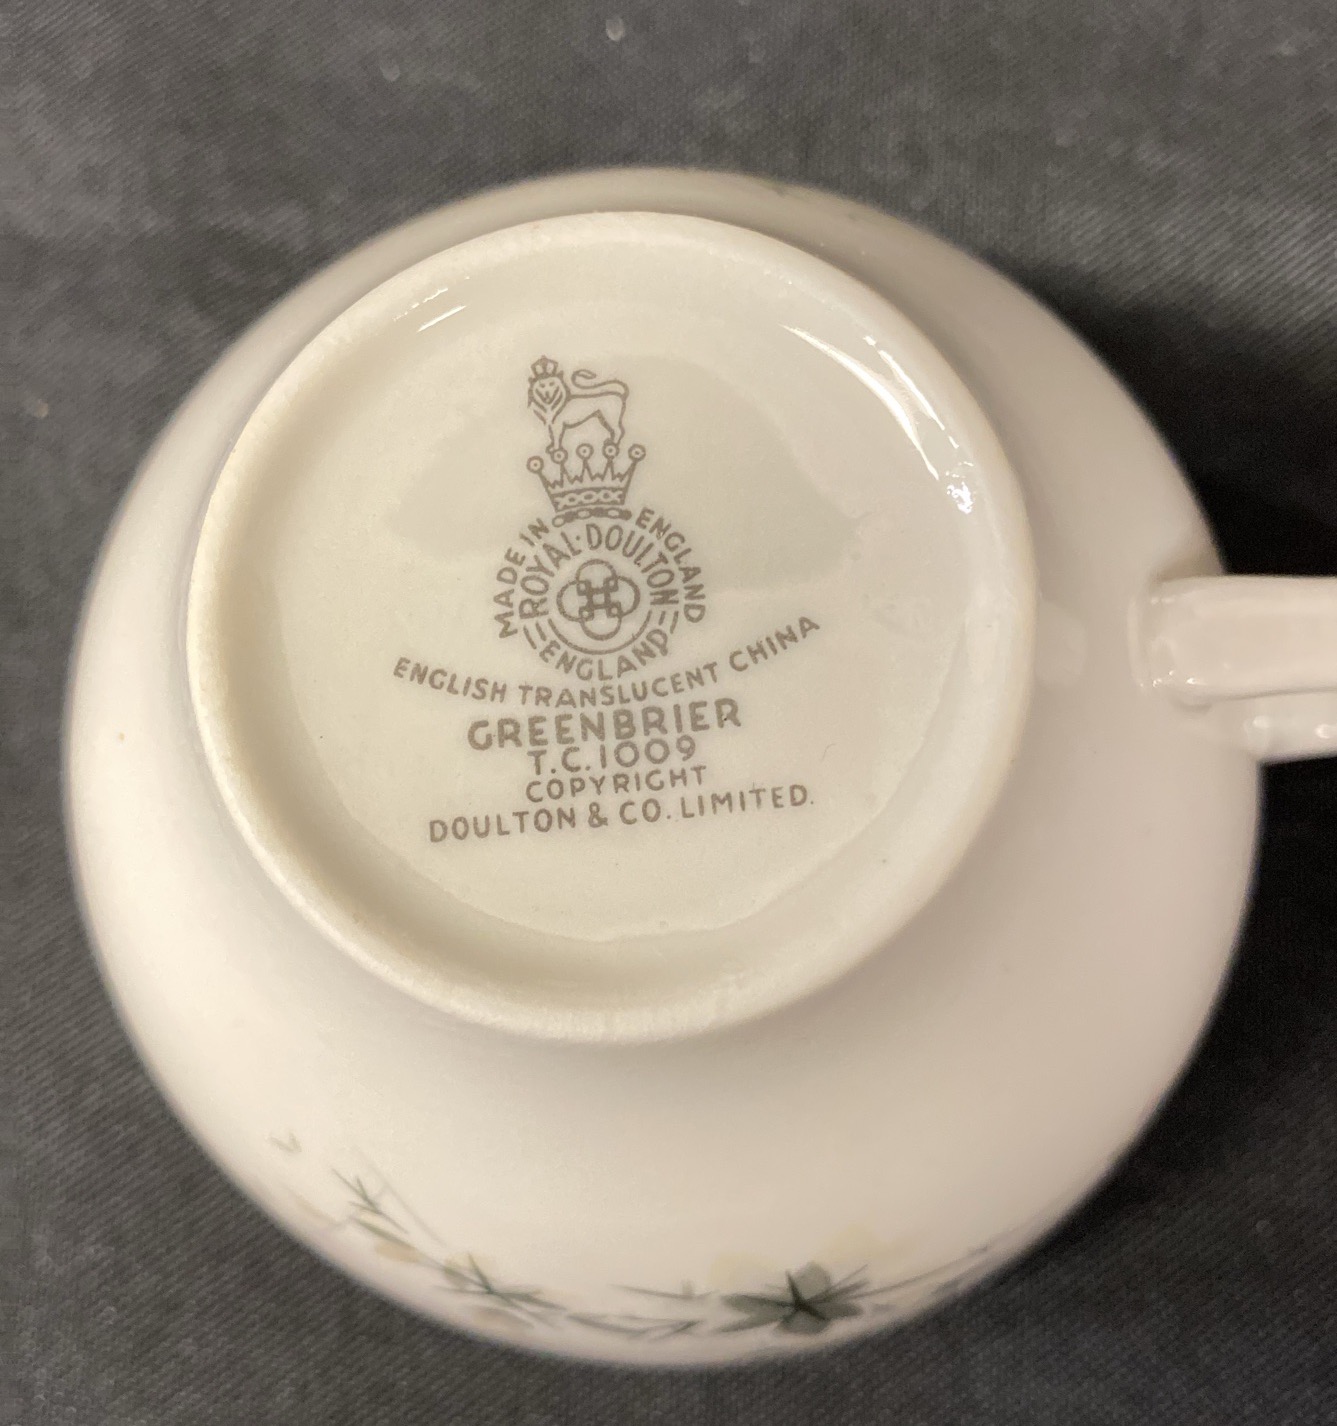 MADE IN ENGLAND
ROYAL·DOULTON
ENGLAND
ENGLISH TRANSLUCENT CHINA
GREENBRIER
T.C.1009
COPYRIGHT
DOULTON & CO. LIMITED.